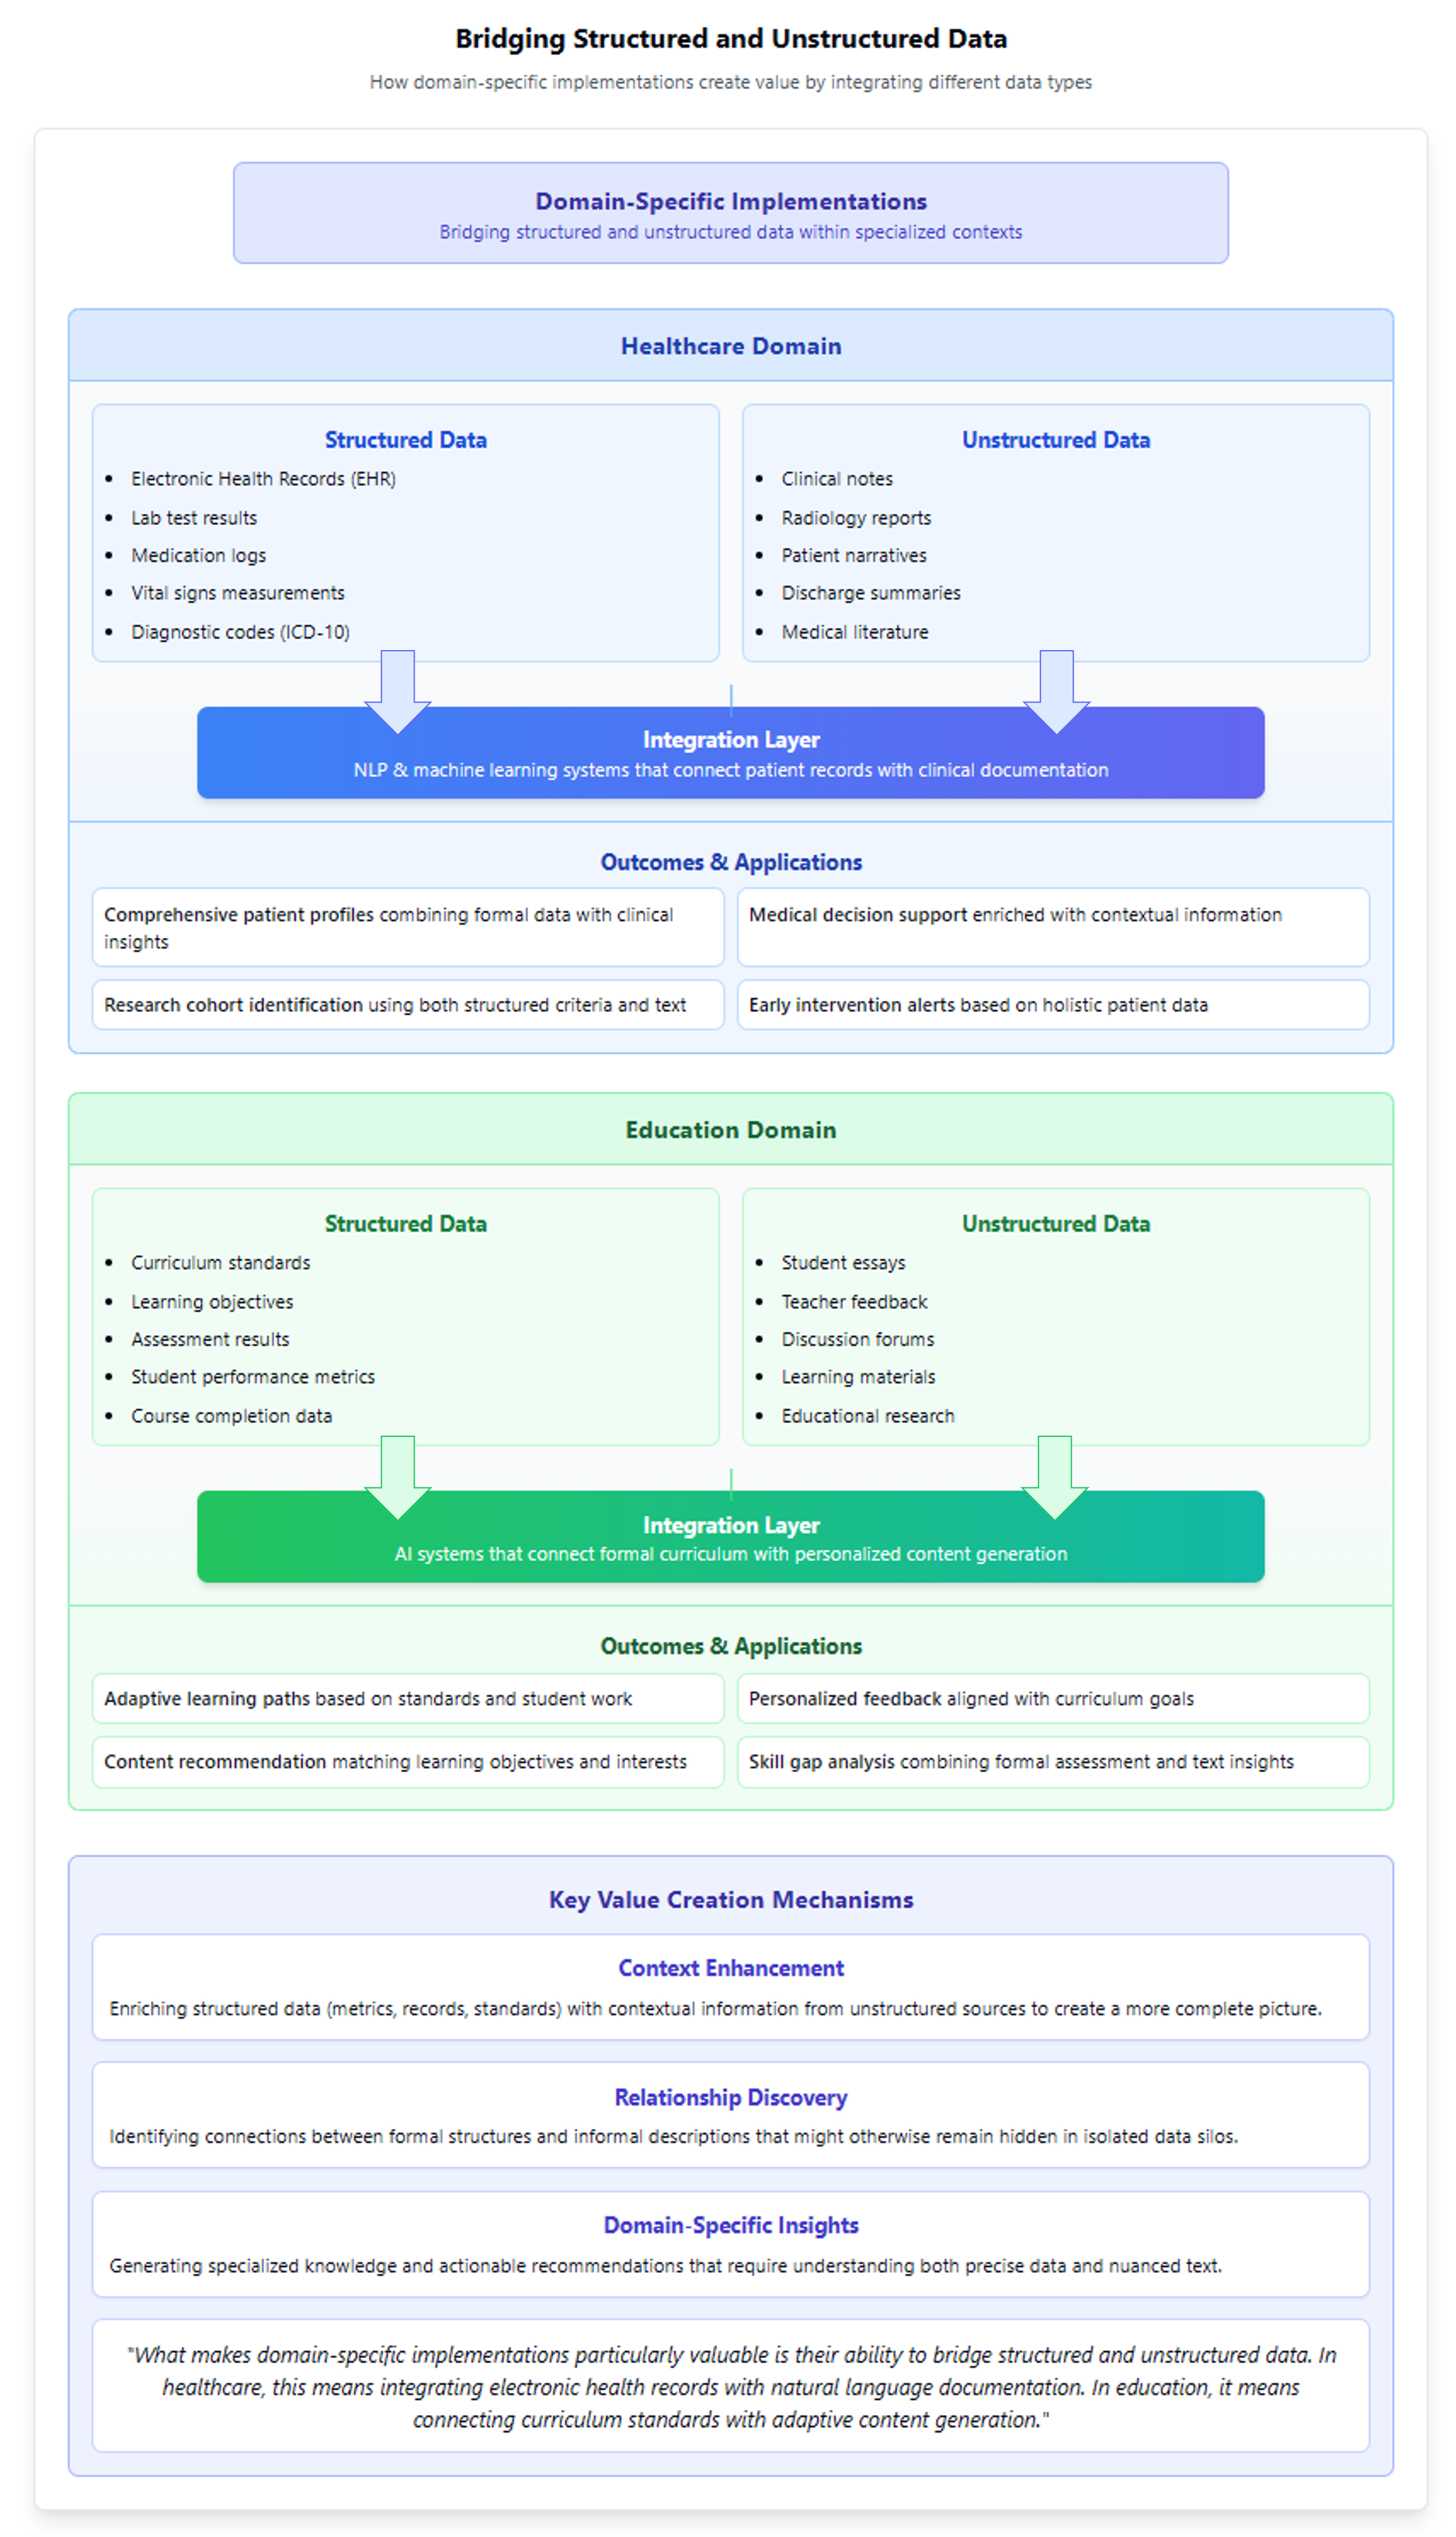 Bridging Structured and Unstructured Data
How domain-specific implementations create value by integrating different data types
Domain-Specific Implementations
Bridging structured and unstructured data within specialized contexts
Healthcare Domain
Structured Data
• Electronic Health Records (EHR)
• Lab test results
• Medication logs
• Vital signs measurements
• Diagnostic codes (ICD-10)
Unstructured Data
• Clinical notes
• Radiology reports
• Patient narratives
• Discharge summaries
• Medical literature
Integration Layer
NLP & machine learning systems that connect patient records with clinical documentation
Outcomes & Applications
Comprehensive patient profiles combining formal data with clinical
insights
Medical decision support enriched with contextual information
Research cohort identification using both structured criteria and text
Early intervention alerts based on holistic patient data
Education Domain
Structured Data
• Curriculum standards
• Learning objectives
• Assessment results
• Student performance metrics
• Course completion data
Unstructured Data
• Student essays
• Teacher feedback
• Discussion forums
• Learning materials
• Educational research
Integration Layer
AI systems that connect formal curriculum with personalized content generation
Outcomes & Applications
Adaptive learning paths based on standards and student work
Personalized feedback aligned with curriculum goals
Content recommendation matching learning objectives and interests
Skill gap analysis combining formal assessment and text insights
Key Value Creation Mechanisms
Context Enhancement
Enriching structured data (metrics, records, standards) with contextual information from unstructured sources to create a more complete picture.
Relationship Discovery
Identifying connections between formal structures and informal descriptions that might otherwise remain hidden in isolated data silos.
Domain-Specific Insights
Generating specialized knowledge and actionable recommendations that require understanding both precise data and nuanced text.
"What makes domain-specific implementations particularly valuable is their ability to bridge structured and unstructured data. In
healthcare, this means integrating electronic health records with natural language documentation. In education, it means
connecting curriculum standards with adaptive content generation."